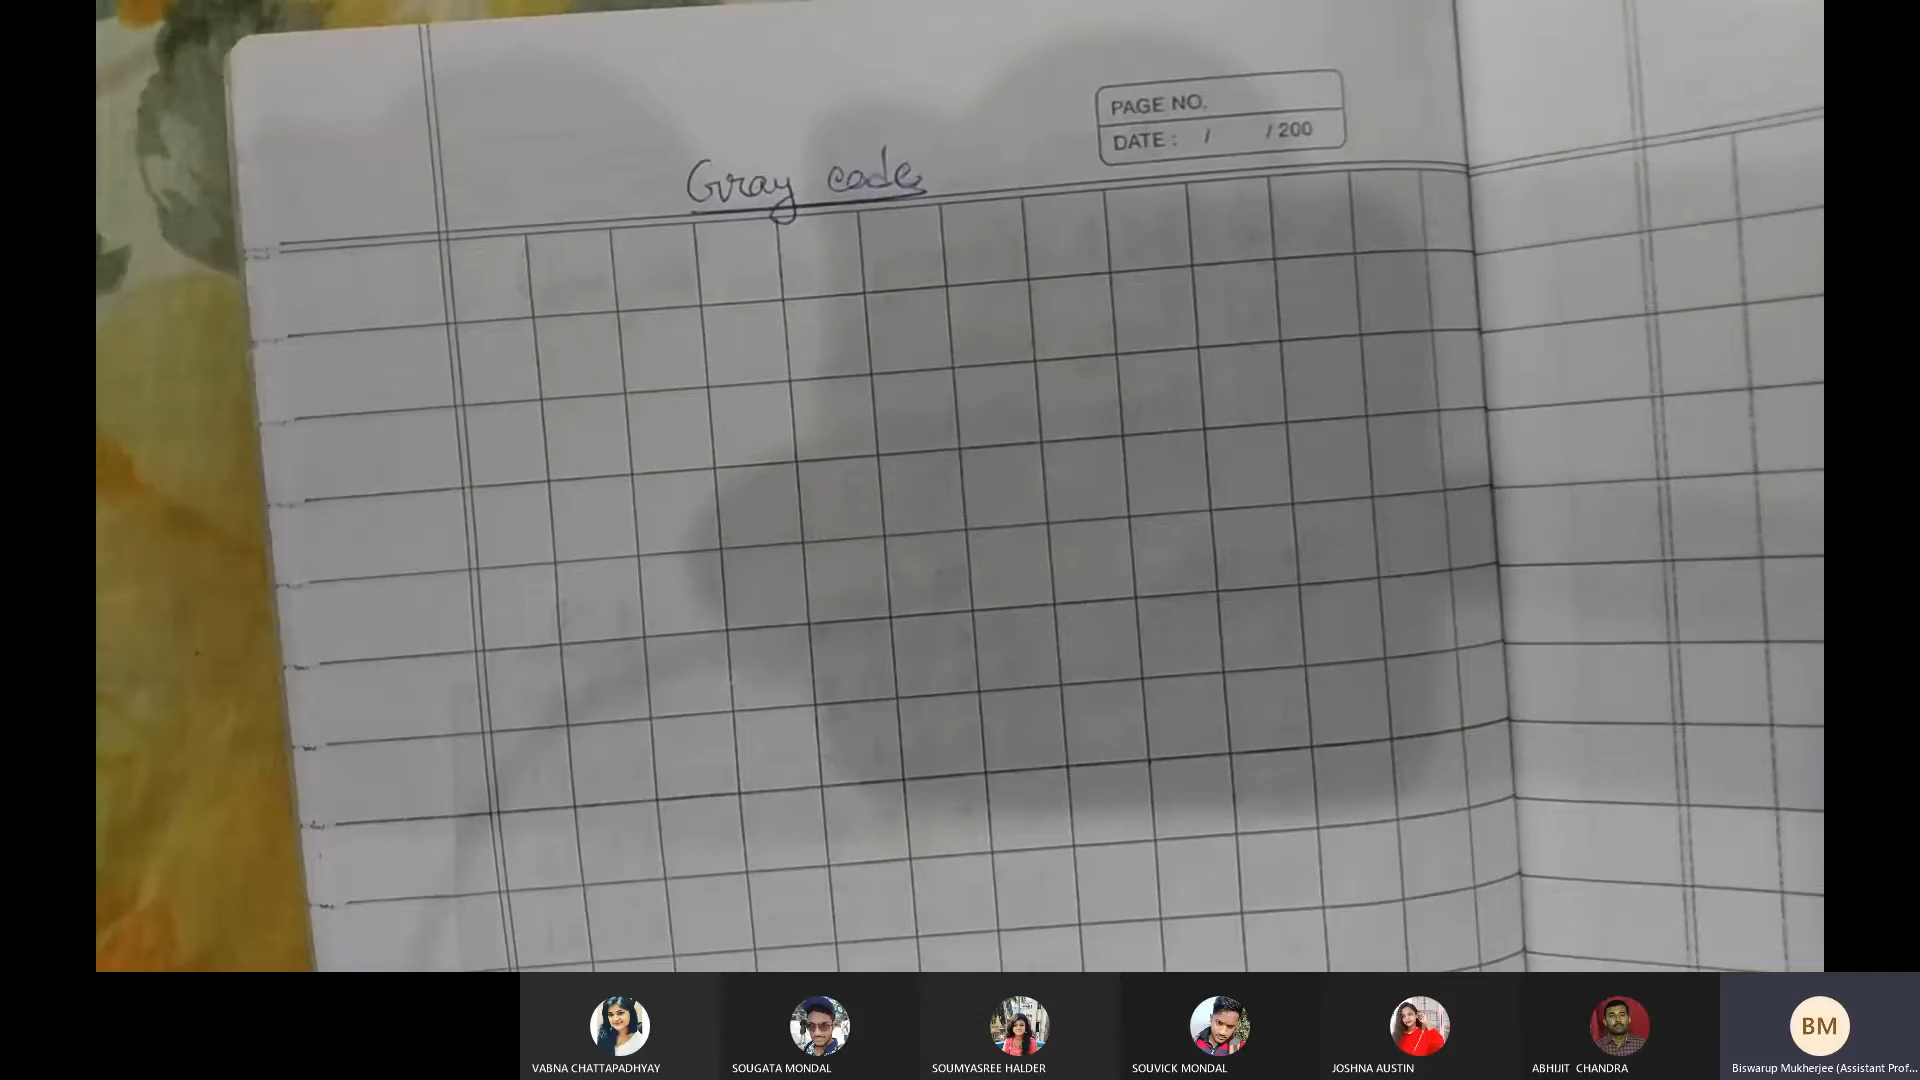 PAGE NO.
DATE : / / 200
Gray code
VABNA CHATTAPADHYAY
SOUGATA MONDAL
SOUMYASREE HALDER
SOUVICK MONDAL
JOSHNA AUSTIN
ABHIJIT CHANDRA
BM
Biswarup Mukherjee (Assistant Prof...